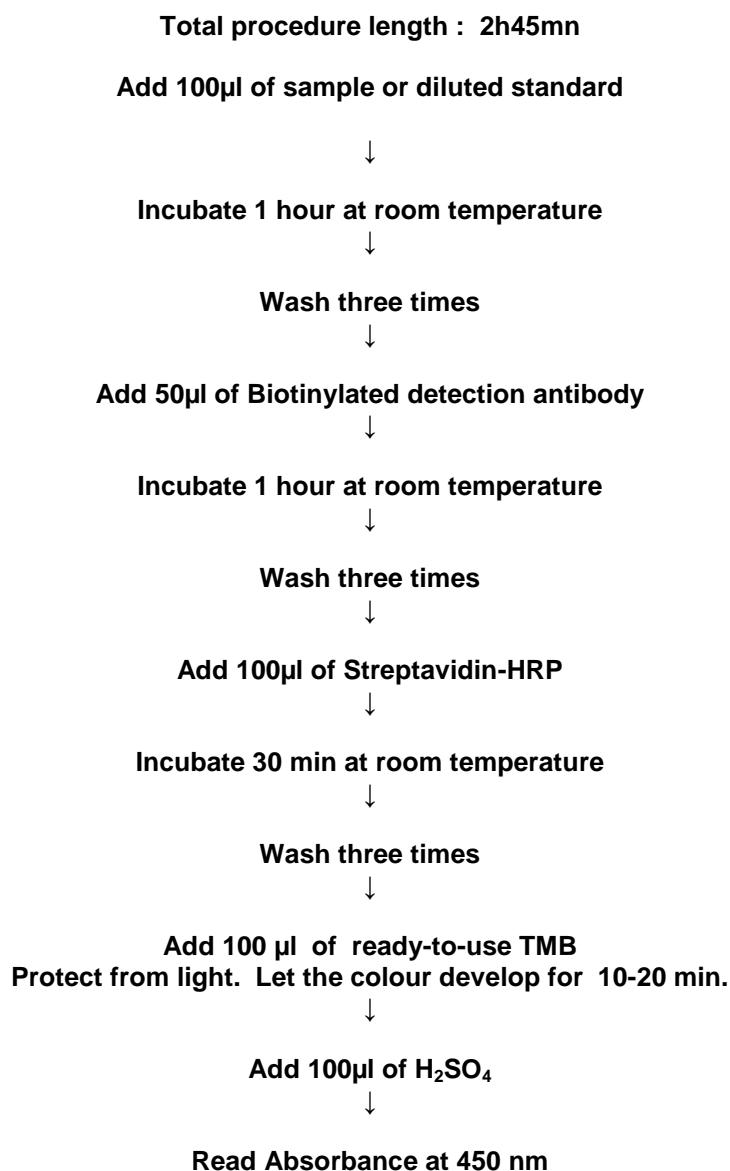 Total procedure length :  2h45mn
Add 100µl of sample or diluted standard
↓
Incubate 1 hour at room temperature
↓
Wash three times
↓
Add 50µl of Biotinylated detection antibody
↓
Incubate 1 hour at room temperature
↓
Wash three times
↓
Add 100µl of Streptavidin-HRP
↓
Incubate 30 min at room temperature
↓
Wash three times
↓
Add 100 µl  of  ready-to-use TMB
Protect from light.  Let the colour develop for  10-20 min.
↓
Add 100µl of H₂SO₄
↓
Read Absorbance at 450 nm